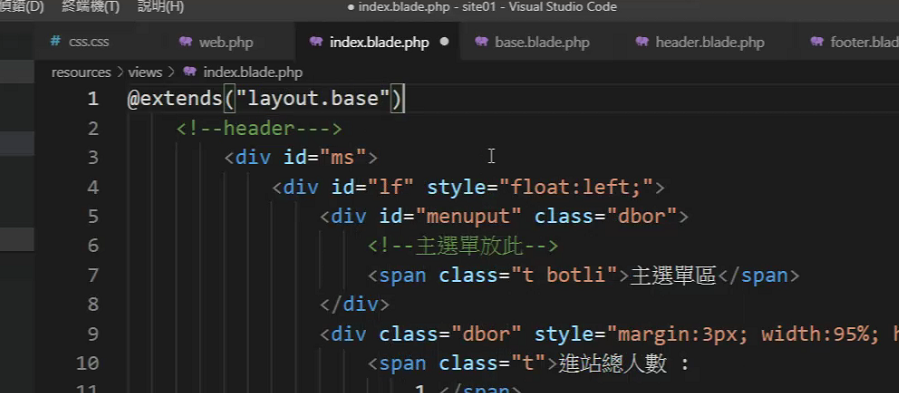 偵錯(D) 終端機(T) 說明(H) ● index.blade.php - site01 - Visual Studio Code
# css.css web.php index.blade.php ● base.blade.php header.blade.php footer.blad
resources > views > index.blade.php
1 @extends("layout.base")
2 <!--header--->
3 <div id="ms">
4 <div id="lf" style="float:left;">
5 <div id="menuput" class="dbor">
6 <!--主選單放此-->
7 <span class="t botli">主選單區</span>
8 </div>
9 <div class="dbor" style="margin:3px; width:95%; h
10 <span class="t">進站總人數 :
11 1 </span>